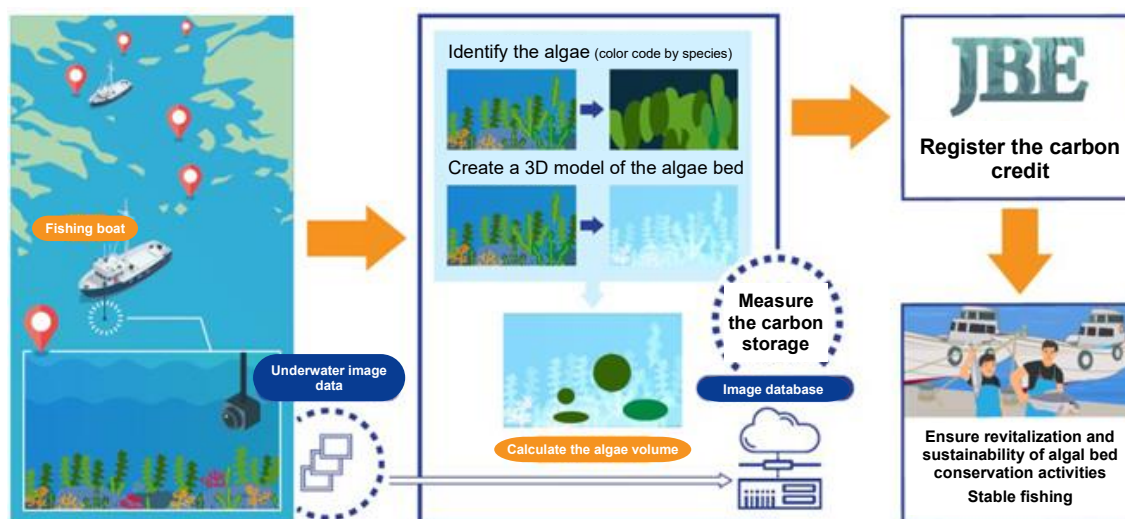 Fishing boat
Underwater image
data
Identify the algae (color code by species)
Create a 3D model of the algae bed
Calculate the algae volume
Measure
the carbon
storage
Image database
JBE
Register the carbon
credit
Ensure revitalization and
sustainability of algal bed
conservation activities
Stable fishing